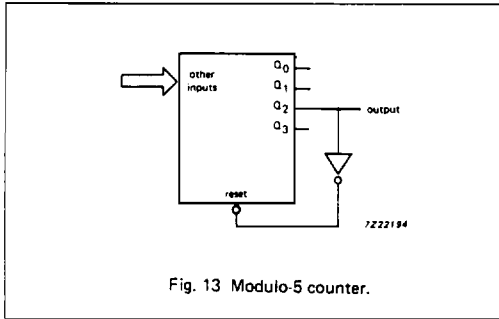 other
inputs
Q0
Q1
Q2
Q3
output
reset
7Z22194
Fig. 13 Modulo-5 counter.